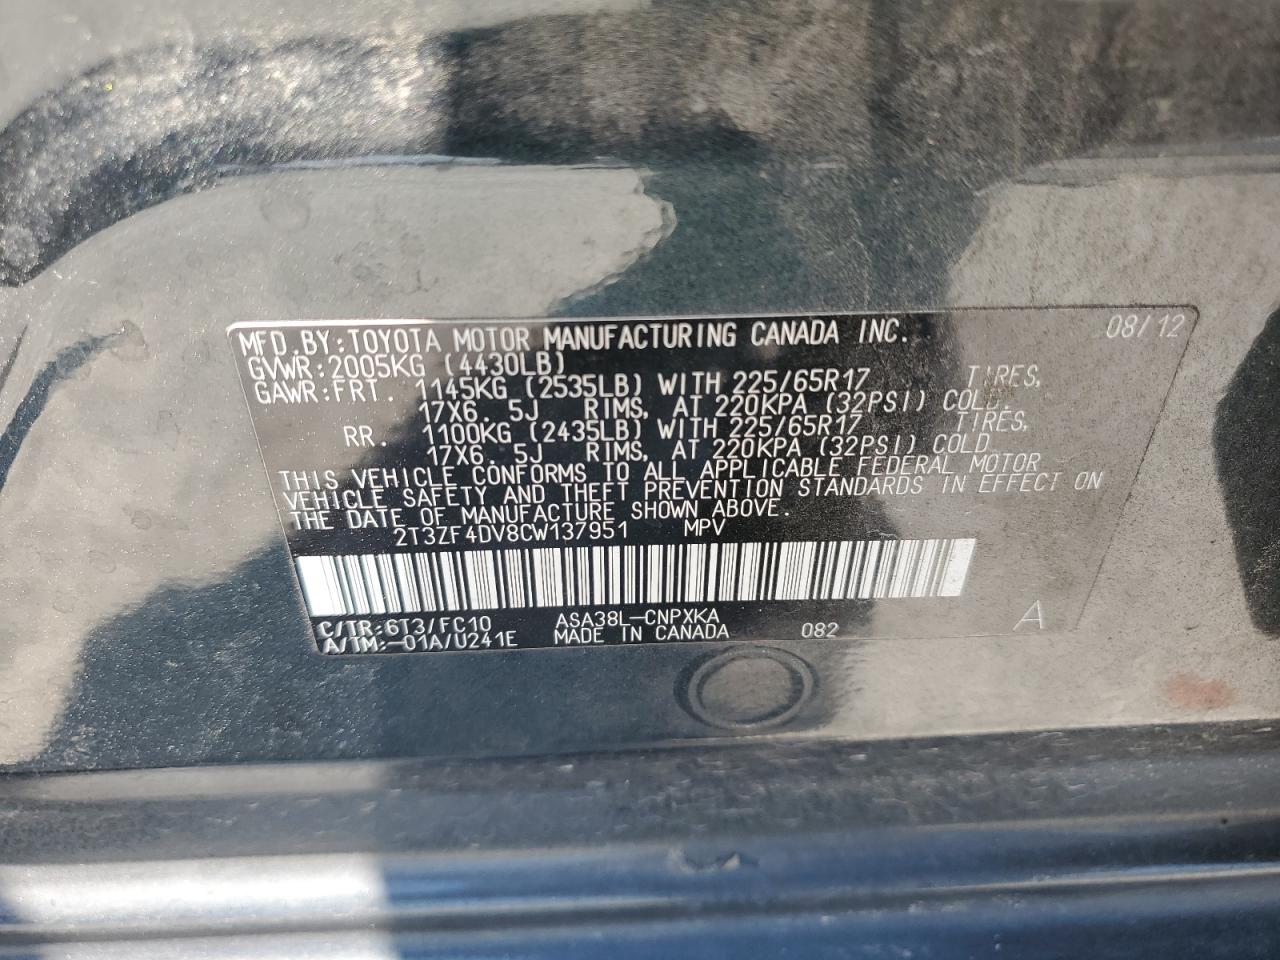 MFD. BY: TOYOTA MOTOR MANUFACTURING CANADA INC. 08/12
GVWR: 2005KG (4430LB)
GAWR: FRT. 1145KG (2535LB) WITH 225/65R17 TIRES,
17X6. 5J RIMS, AT 220KPA (32PSI) COLD.
RR. 1100KG (2435LB) WITH 225/65R17 TIRES,
17X6. 5J RIMS, AT 220KPA (32PSI) COLD
THIS VEHICLE CONFORMS TO ALL APPLICABLE FEDERAL MOTOR
VEHICLE SAFETY AND THEFT PREVENTION STANDARDS IN EFFECT ON
THE DATE OF MANUFACTURE SHOWN ABOVE.
2T3ZF4DV8CW137951 MPV
C/TR: 6T3/FC10 ASA38L-CNPXKA
A/TM: -01A/U241E MADE IN CANADA 082 A